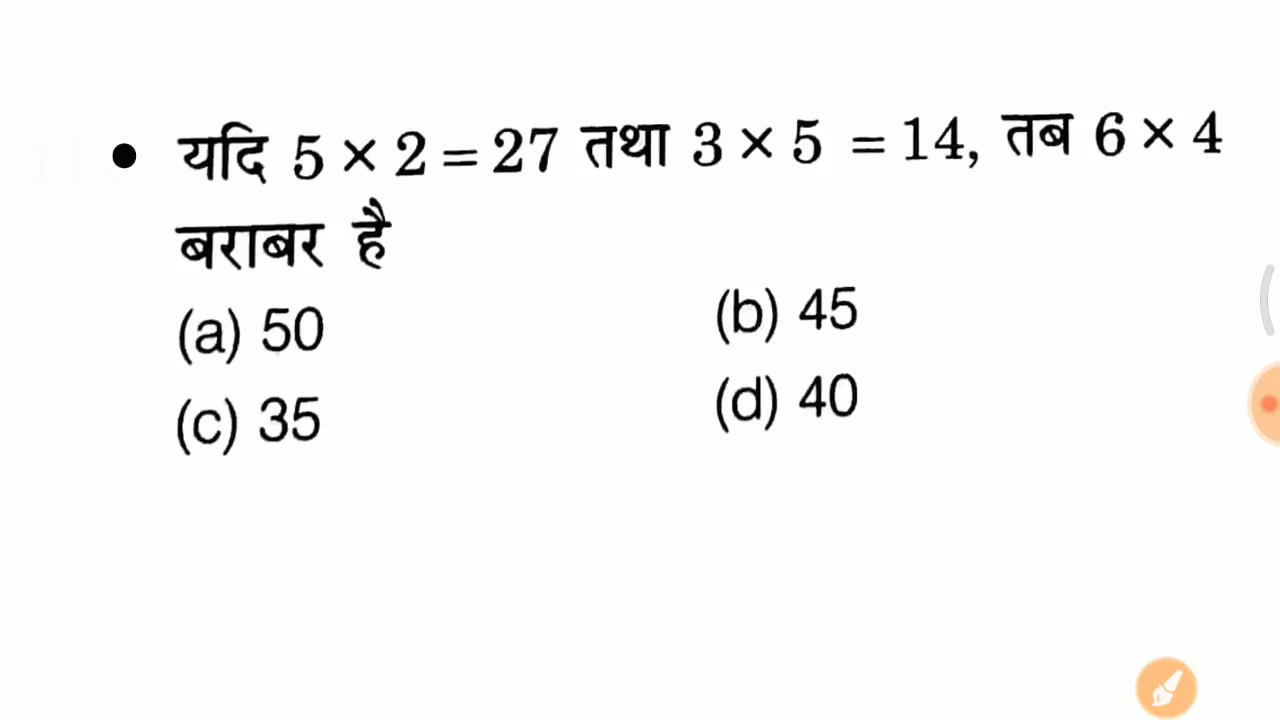 • यदि 5 × 2 = 27 तथा 3 × 5 = 14, तब 6 × 4
बराबर है
(a) 50 (b) 45
(c) 35 (d) 40